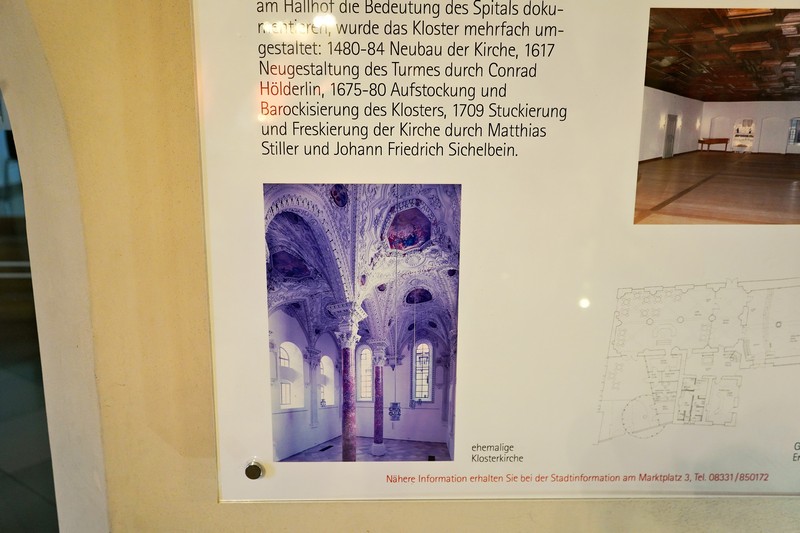 am Hallhof die Bedeutung des Spitals doku-
mentieren, wurde das Kloster mehrfach um-
gestaltet: 1480-84 Neubau der Kirche, 1617
Neugestaltung des Turmes durch Conrad
Hölderlin, 1675-80 Aufstockung und
Barockisierung des Klosters, 1709 Stuckierung
und Freskierung der Kirche durch Matthias
Stiller und Johann Friedrich Sichelbein.
ehemalige
Klosterkirche
Nähere Information erhalten Sie bei der Stadtinformation am Marktplatz 3, Tel. 08331/850172